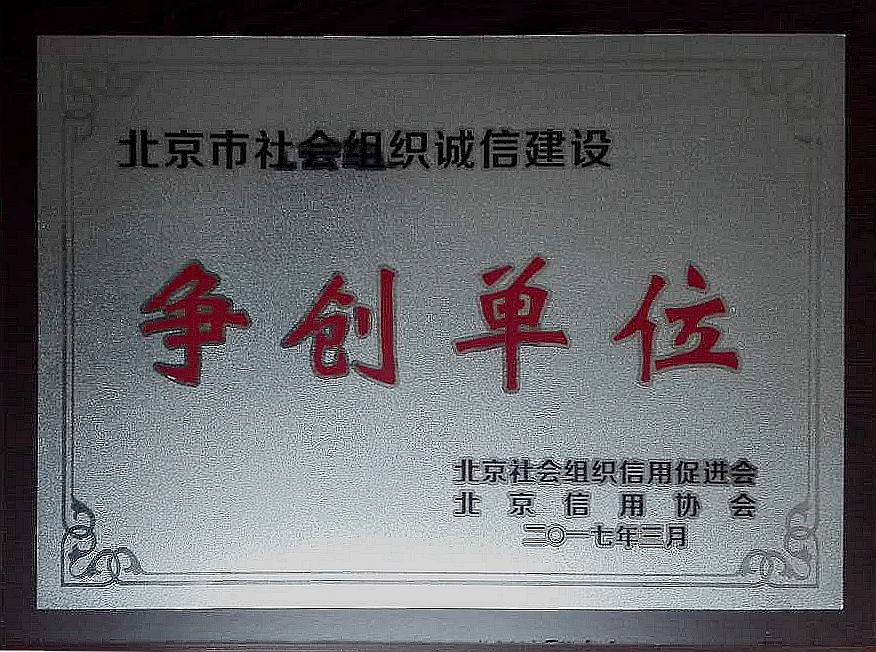 北京市社会组织诚信建设
争创单位
北京社会组织信用促进会
北京信用协会
二〇一七年三月